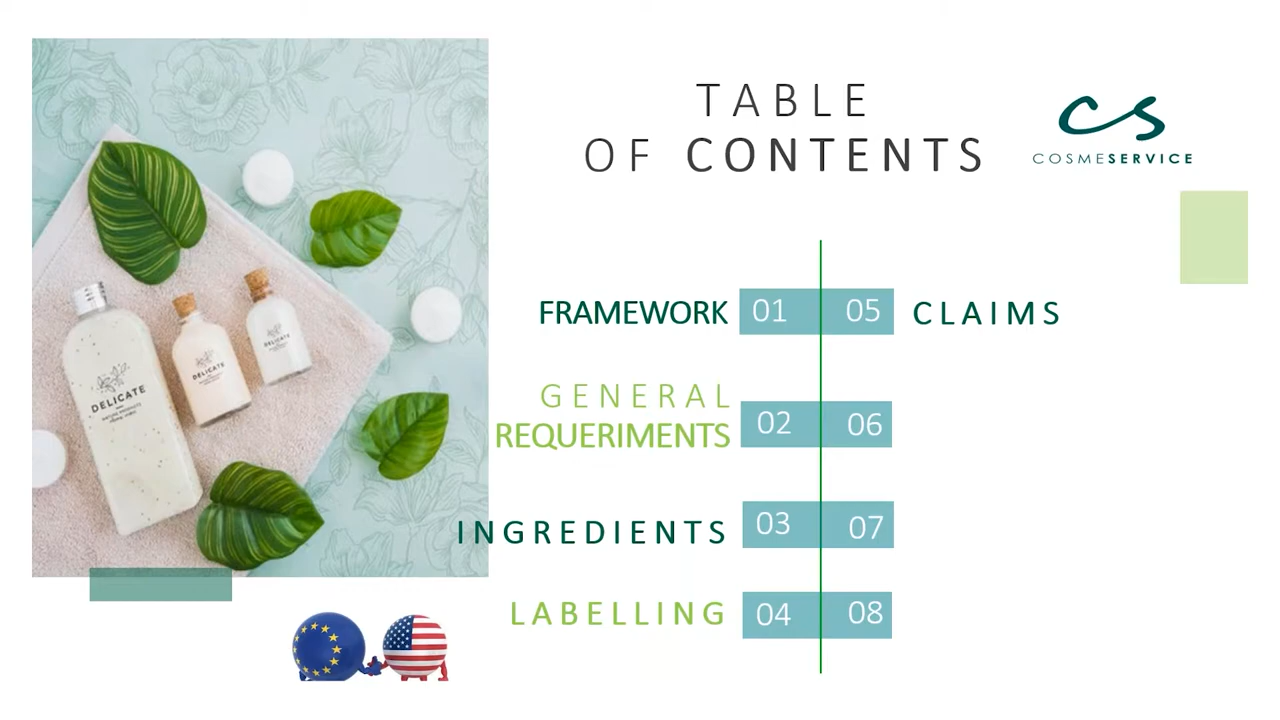 TABLE
OF CONTENTS
CS
COSMESERVICE
FRAMEWORK 01
05 CLAIMS
GENERAL
REQUERIMENTS 02
06
INGREDIENTS 03
07
LABELLING 04
08
DELICATE
DELICATE
DELICATE